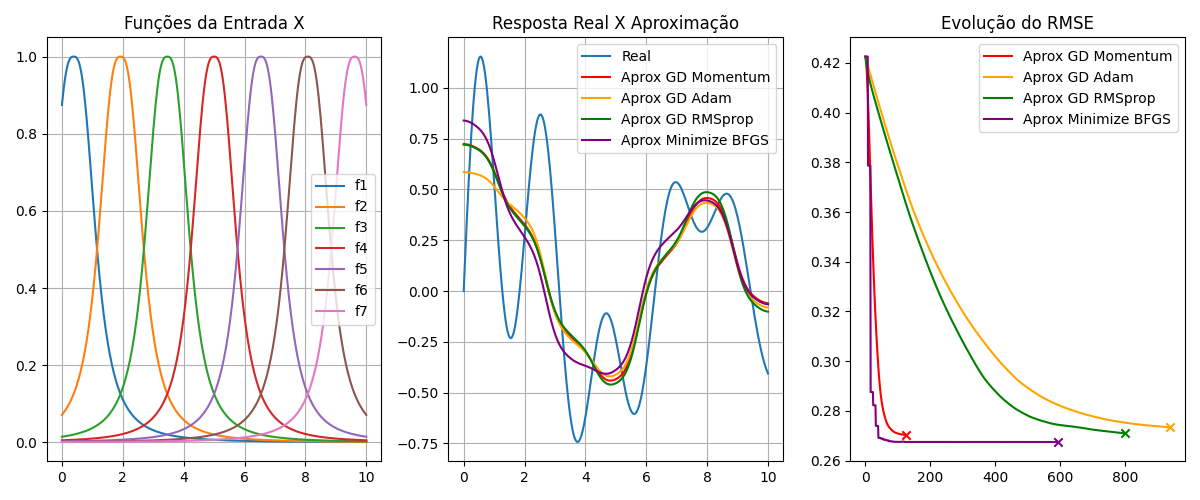 Funções da Entrada X
1.0
0.8
0.6
0.4
0.2
0.0
0 2 4 6 8 10
f1
f2
f3
f4
f5
f6
f7
Resposta Real X Aproximação
1.00
0.75
0.50
0.25
0.00
−0.25
−0.50
−0.75
0 2 4 6 8 10
Real
Aprox GD Momentum
Aprox GD Adam
Aprox GD RMSprop
Aprox Minimize BFGS
Evolução do RMSE
0.42
0.40
0.38
0.36
0.34
0.32
0.30
0.28
0.26
0 200 400 600 800
Aprox GD Momentum
Aprox GD Adam
Aprox GD RMSprop
Aprox Minimize BFGS